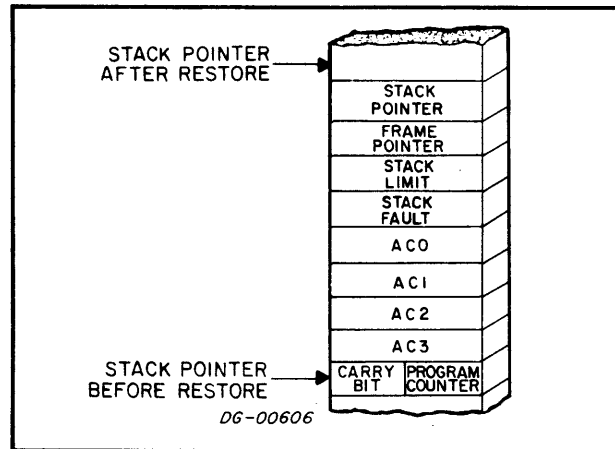 STACK POINTER
AFTER RESTORE
STACK
POINTER
FRAME
POINTER
STACK
LIMIT
STACK
FAULT
AC0
AC1
AC2
AC3
STACK POINTER
BEFORE RESTORE
CARRY
BIT
PROGRAM
COUNTER
DG-00606